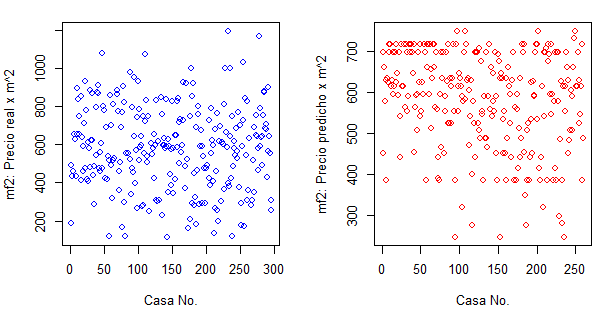 mf2: Precio real x m^2
200 400 600 800 1000
0 50 100 150 200 250 300
Casa No.
mf2: Precio predicho x m^2
300 400 500 600 700
0 50 100 150 200 250
Casa No.